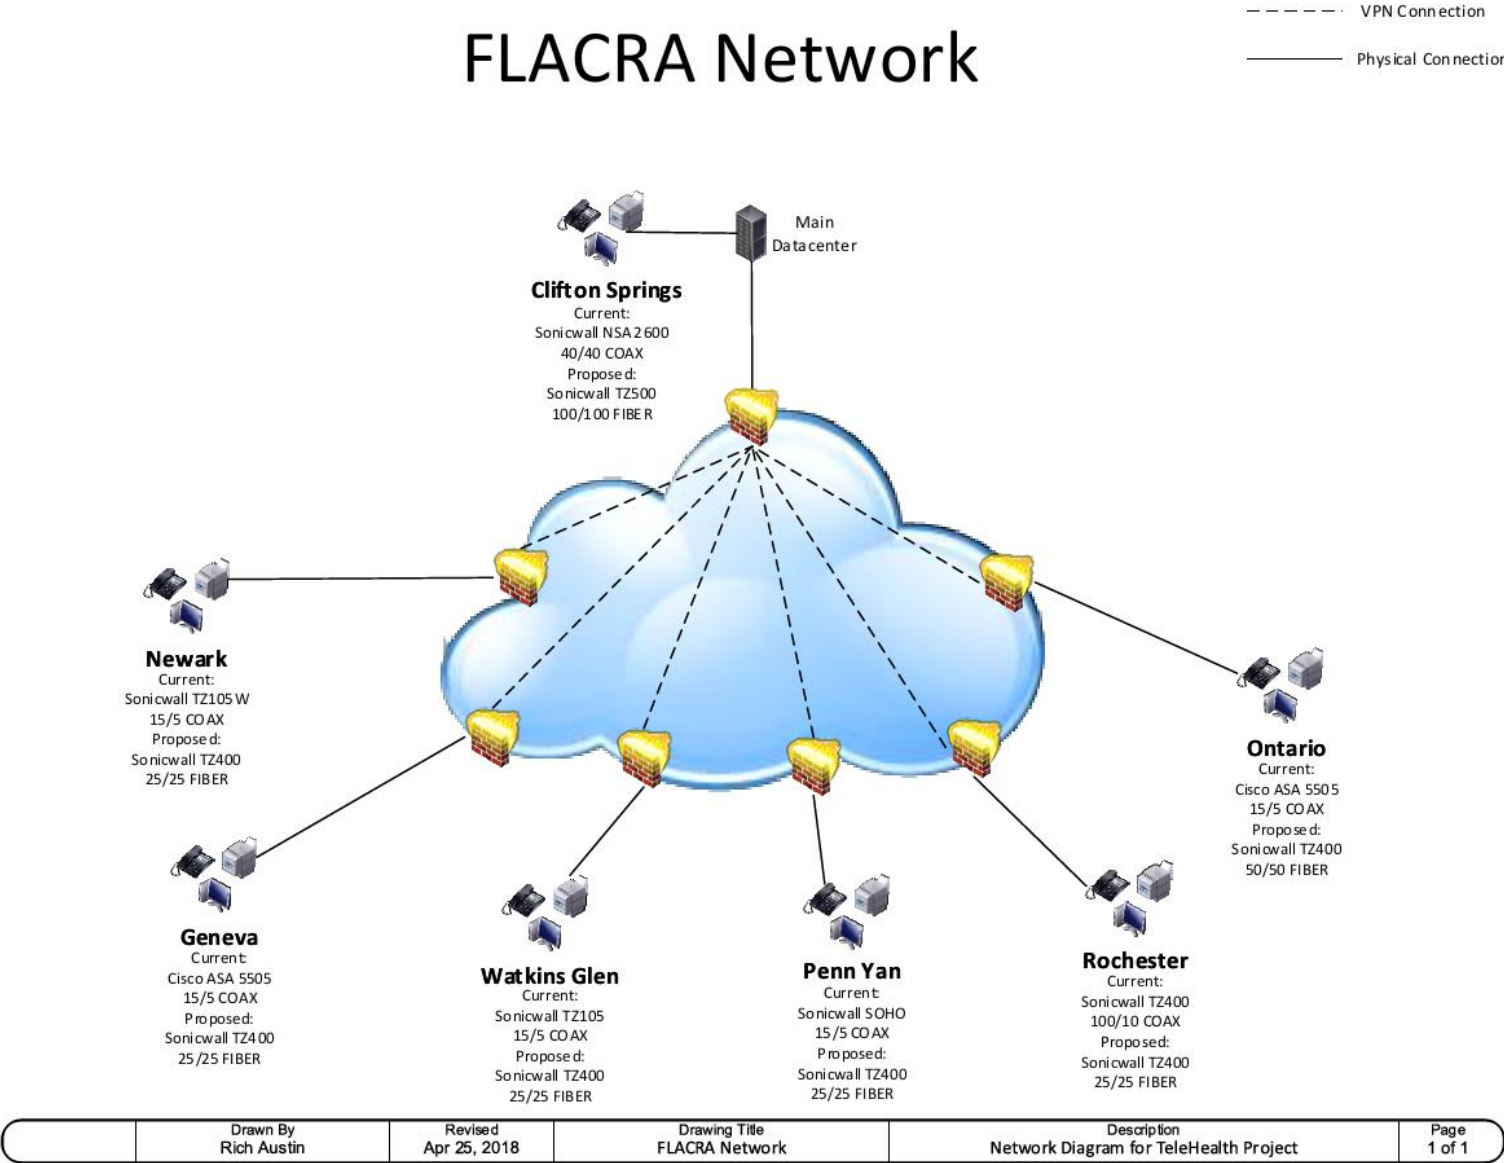 VPN Connection
Physical Connection
FLACRA Network
Main
Datacenter
Clifton Springs
Current:
Sonicwall NSA2600
40/40 COAX
Proposed:
Sonicwall TZ500
100/100 FIBER
Newark
Current:
Sonicwall TZ105W
15/5 COAX
Proposed:
Sonicwall TZ400
25/25 FIBER
Ontario
Current:
Cisco ASA 5505
15/5 COAX
Proposed:
Sonicwall TZ400
50/50 FIBER
Geneva
Current:
Cisco ASA 5505
15/5 COAX
Proposed:
Sonicwall TZ400
25/25 FIBER
Watkins Glen
Current:
Sonicwall TZ105
15/5 COAX
Proposed:
Sonicwall TZ400
25/25 FIBER
Penn Yan
Current:
Sonicwall SOHO
15/5 COAX
Proposed:
Sonicwall TZ400
25/25 FIBER
Rochester
Current:
Sonicwall TZ400
100/10 COAX
Proposed:
Sonicwall TZ400
25/25 FIBER
Drawn By
Rich Austin
Revised
Apr 25, 2018
Drawing Title
FLACRA Network
Description
Network Diagram for TeleHealth Project
Page
1 of 1